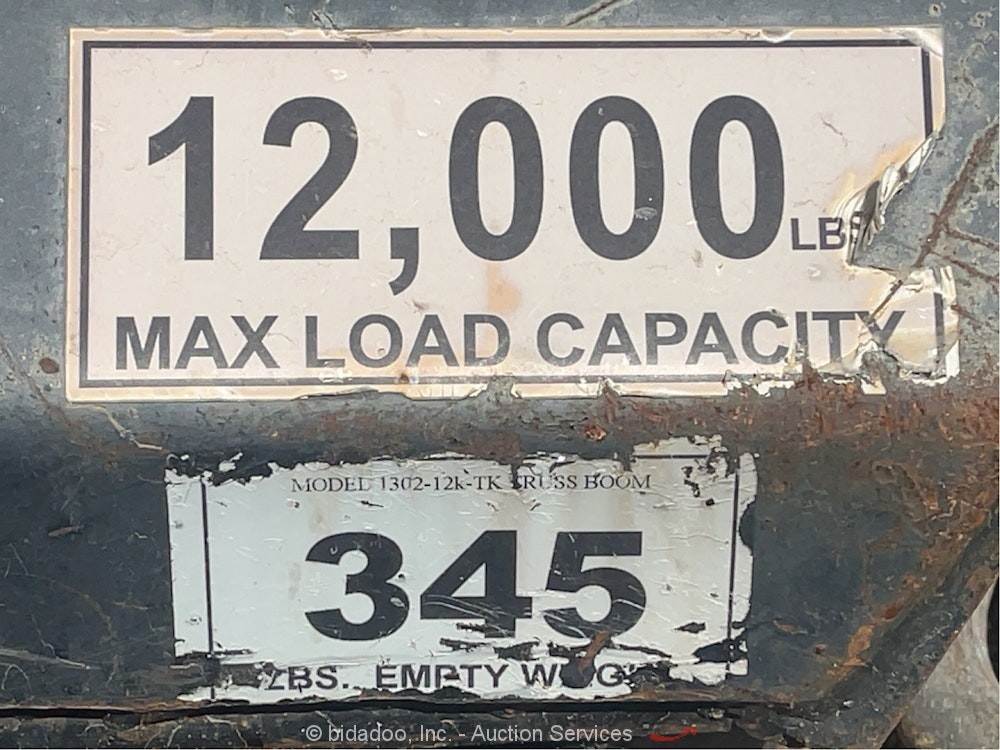 12,000 LBS
MAX LOAD CAPACITY
MODEL 1302-12k-TK TRUSS BOOM
345
LBS. EMPTY
© bidadoo, Inc. - Auction Services